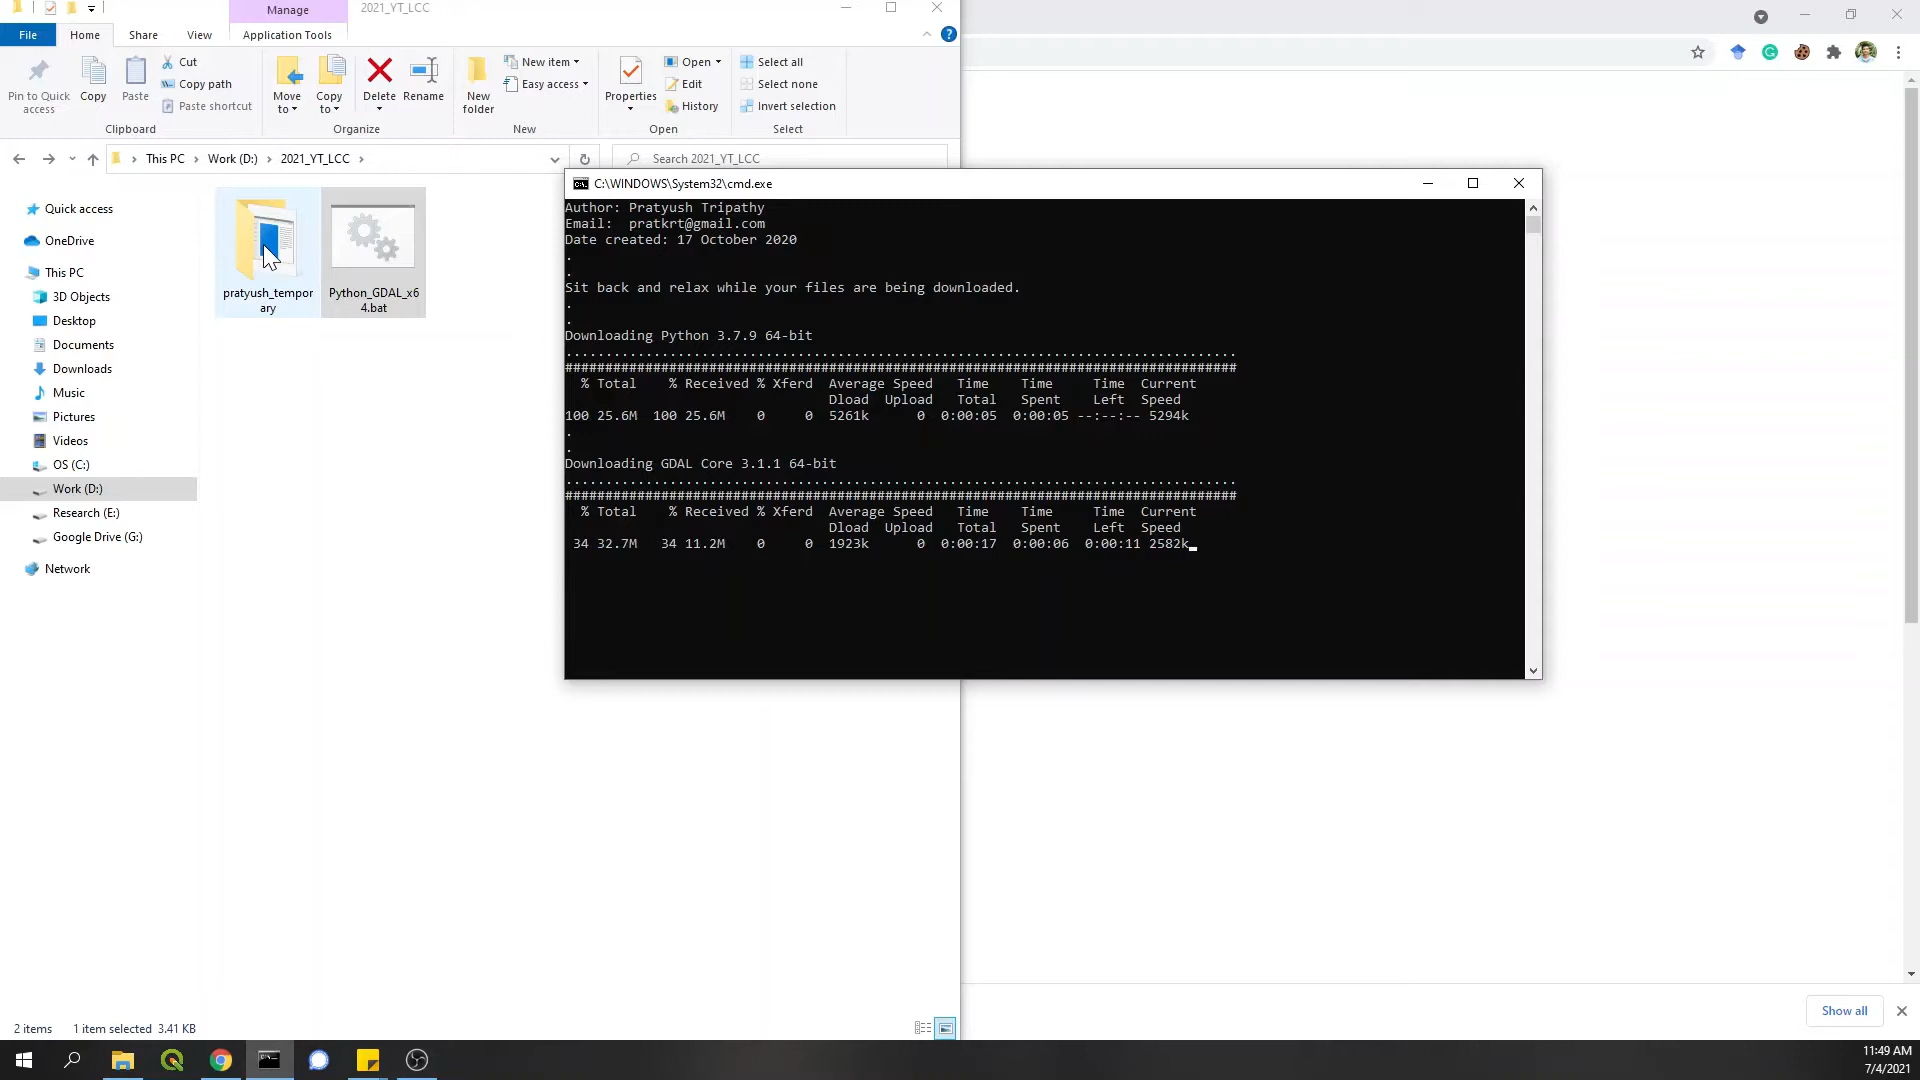 Manage
2021_YT_LCC
File
Home
Share
View
Application Tools
Pin to Quick access
Copy
Paste
Cut
Copy path
Paste shortcut
Clipboard
Move to
Copy to
Delete
Rename
Organize
New folder
New item
Easy access
New
Properties
Open
Edit
History
Open
Select all
Select none
Invert selection
Select
This PC
Work (D:)
2021_YT_LCC
Search 2021_YT_LCC
Quick access
OneDrive
This PC
3D Objects
Desktop
Documents
Downloads
Music
Pictures
Videos
OS (C:)
Work (D:)
Research (E:)
Google Drive (G:)
Network
pratyush_tempor
ary
Python_GDAL_x6
4.bat
C:\WINDOWS\System32\cmd.exe
Author: Pratyush Tripathy
Email:  pratkrt@gmail.com
Date created: 17 October 2020
.
.
Sit back and relax while your files are being downloaded.
.
.
Downloading Python 3.7.9 64-bit
....................................................................................
####################################################################################
% Total    % Received % Xferd  Average Speed   Time    Time     Time  Current
Dload  Upload   Total   Spent    Left  Speed
100 25.6M  100 25.6M    0     0  5261k      0  0:00:05  0:00:05 --:--:-- 5294k
.
.
Downloading GDAL Core 3.1.1 64-bit
....................................................................................
####################################################################################
% Total    % Received % Xferd  Average Speed   Time    Time     Time  Current
Dload  Upload   Total   Spent    Left  Speed
34 32.7M   34 11.2M    0     0  1923k      0  0:00:17  0:00:06  0:00:11 2582k
2 items
1 item selected  3.41 KB
Show all
11:49 AM
7/4/2021